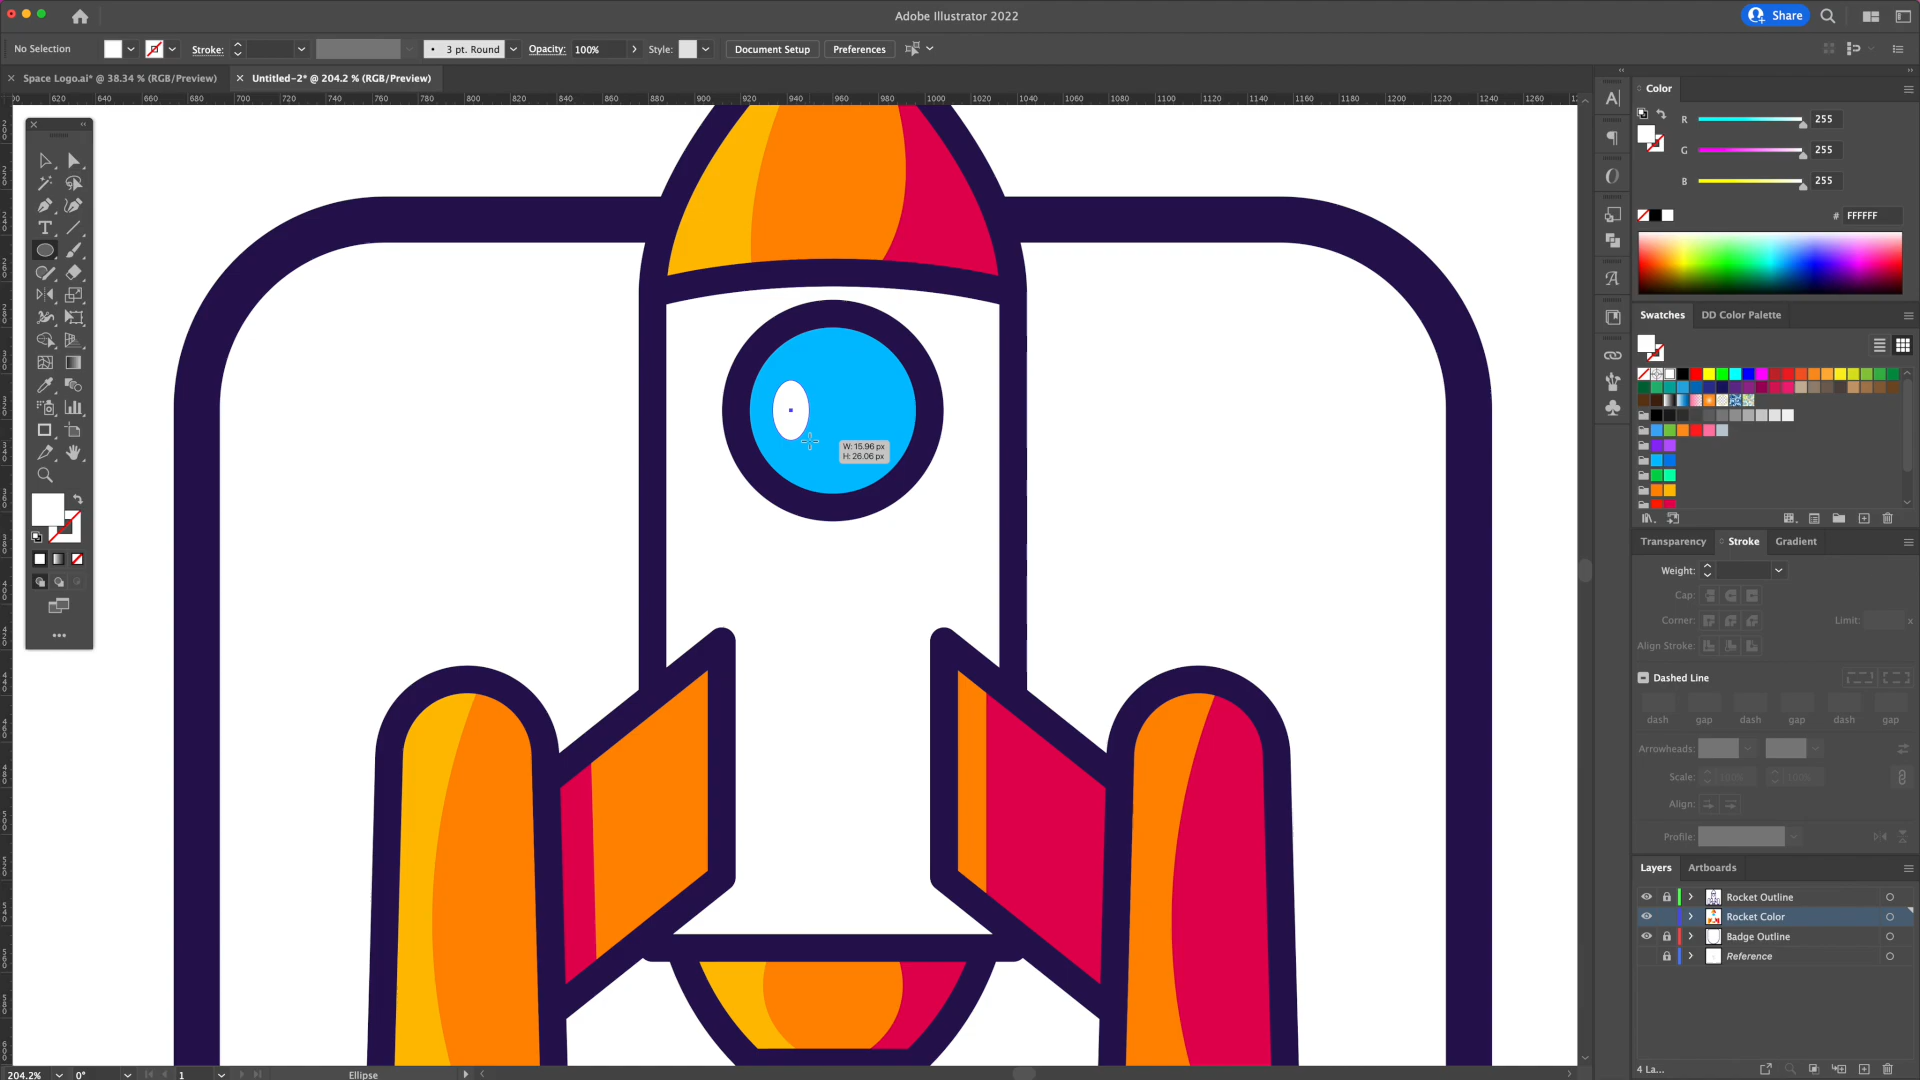 Adobe Illustrator 2022
Share
No Selection
Stroke:
3 pt. Round
Opacity:
100%
Style:
Document Setup
Preferences
Space Logo.ai* @ 38.34 % (RGB/Preview)
Untitled-2* @ 204.2 % (RGB/Preview)
620 640 660 680 700 720 740 760 780 800 820 840 860 880 900 920 940 960 980 1000 1020 1040 1060 1080 1100 1120 1140 1160 1180 1200 1220 1240 1260
W: 15.96 px
H: 26.06 px
Color
R 255
G 255
B 255
# FFFFFF
Swatches
DD Color Palette
Transparency
Stroke
Gradient
Weight:
Cap:
Corner:
Limit:
x
Align Stroke:
Dashed Line
dash gap dash gap dash gap
Arrowheads:
Scale: 100% 100%
Align:
Profile:
Layers
Artboards
Rocket Outline
Rocket Color
Badge Outline
Reference
4 La...
204.2%
0°
1
Ellipse